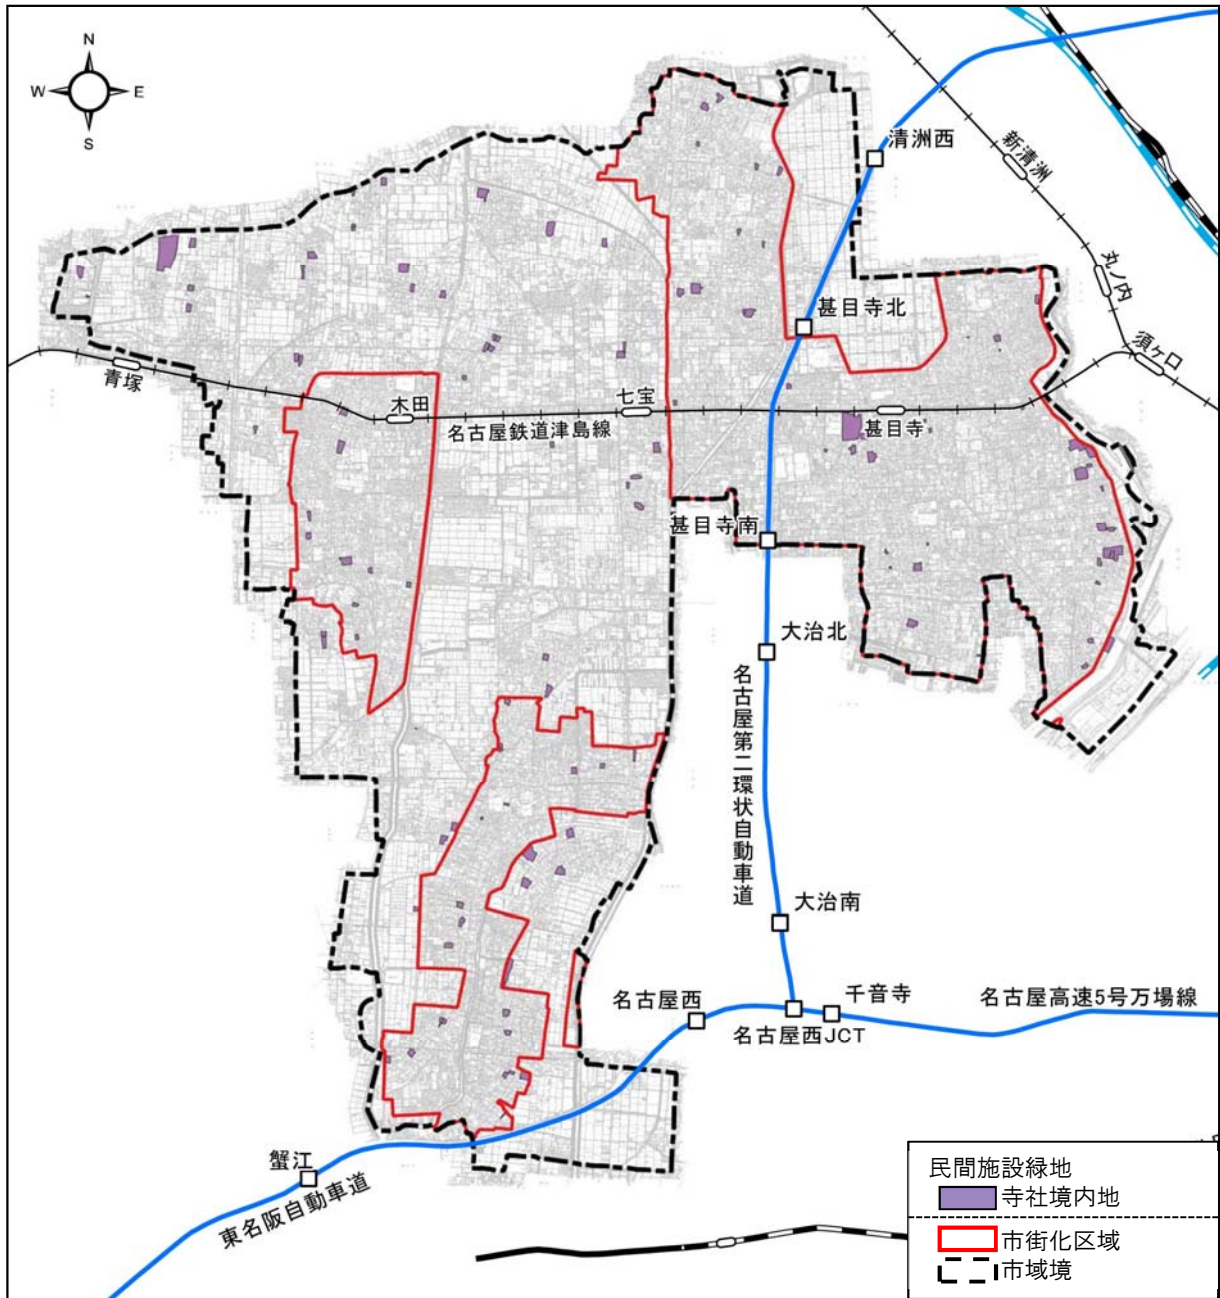 N
W
E
S
清洲西
新清洲
丸ノ内
須ヶ口
甚目寺北
青塚
木田
七宝
名古屋鉄道津島線
甚目寺
甚目寺南
大治北
名古屋第二環状自動車道
大治南
名古屋西
千音寺
名古屋高速5号万場線
名古屋西JCT
蟹江
東名阪自動車道
民間施設緑地
寺社境内地
市街化区域
市域境